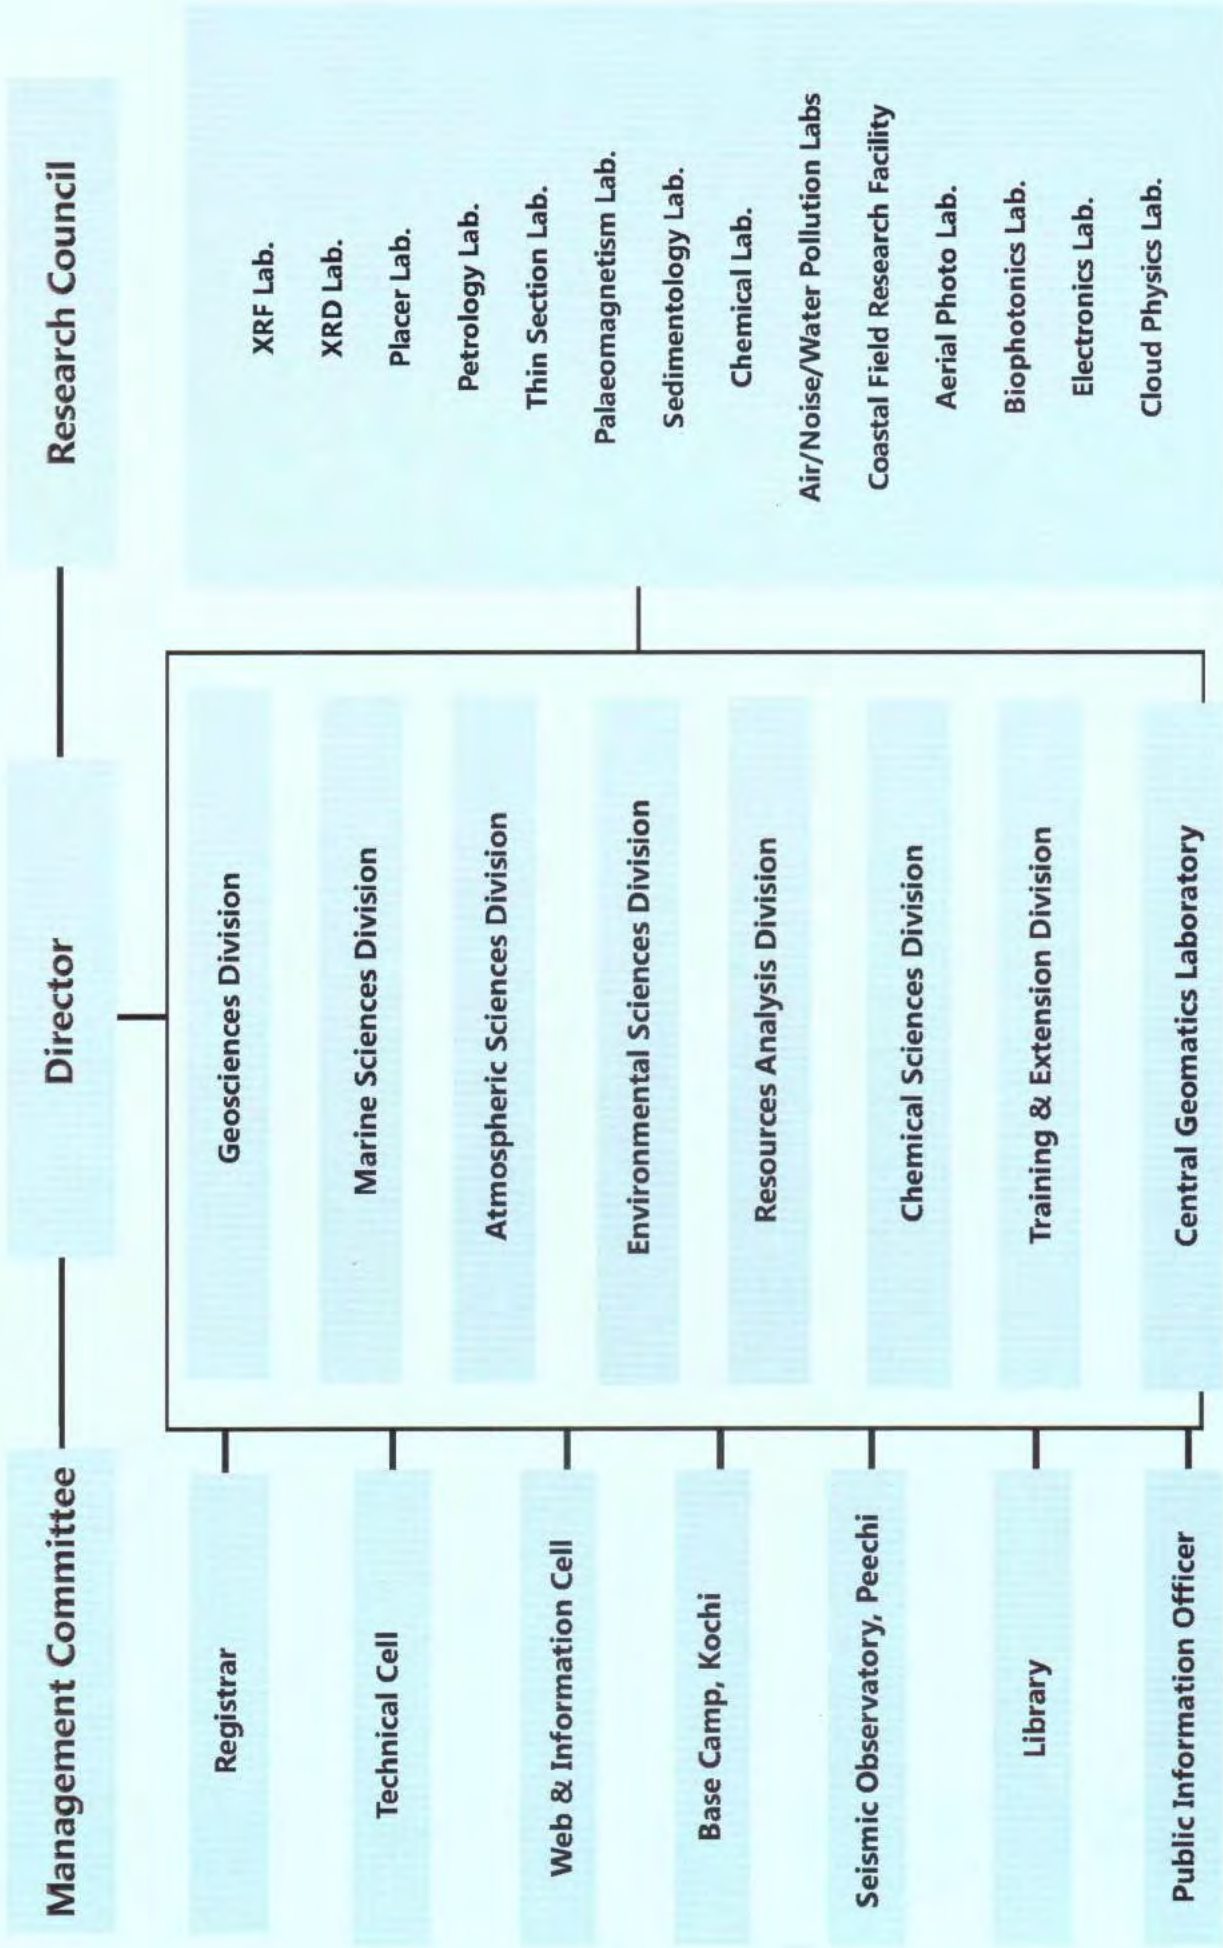 Management Committee
Director
Research Council
Registrar
Technical Cell
Web & Information Cell
Base Camp, Kochi
Seismic Observatory, Peechi
Library
Public Information Officer
Geosciences Division
Marine Sciences Division
Atmospheric Sciences Division
Environmental Sciences Division
Resources Analysis Division
Chemical Sciences Division
Training & Extension Division
Central Geomatics Laboratory
XRF Lab.
XRD Lab.
Placer Lab.
Petrology Lab.
Thin Section Lab.
Palaeomagnetism Lab.
Sedimentology Lab.
Chemical Lab.
Air/Noise/Water Pollution Labs
Coastal Field Research Facility
Aerial Photo Lab.
Biophotonics Lab.
Electronics Lab.
Cloud Physics Lab.